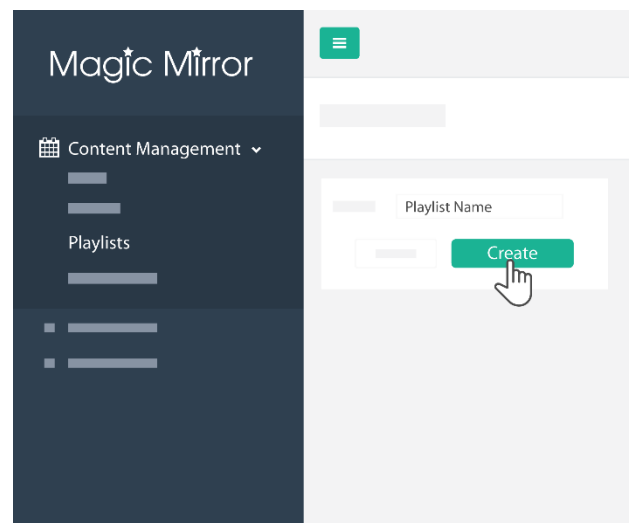 Magic Mirror
Content Management
Playlists
Playlist Name
Create